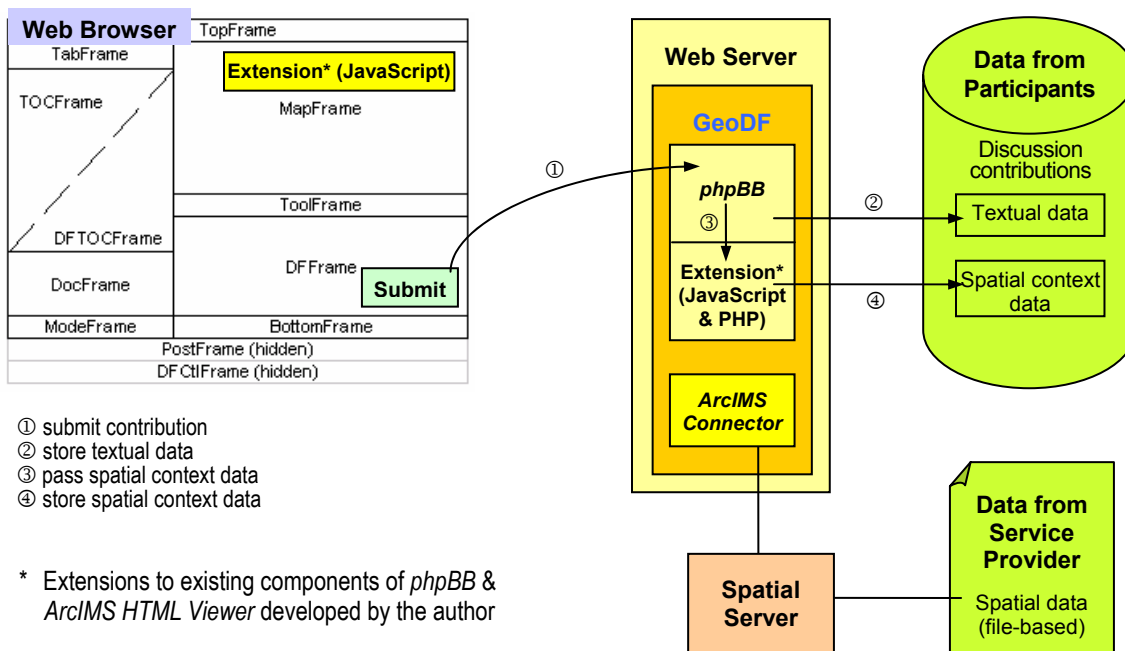 Web Browser
TopFrame
TabFrame
Extension* (JavaScript)
TOCFrame
MapFrame
ToolFrame
DFTOCFrame
DFFrame
DocFrame
Submit
ModeFrame
BottomFrame
PostFrame (hidden)
DFCtlFrame (hidden)
① submit contribution
② store textual data
③ pass spatial context data
④ store spatial context data
* Extensions to existing components of phpBB &
ArcIMS HTML Viewer developed by the author
①
Web Server
GeoDF
phpBB
③
Extension*
(JavaScript
& PHP)
ArcIMS
Connector
②
④
Data from
Participants
Discussion
contributions
Textual data
Spatial context
data
Spatial
Server
Data from
Service
Provider
Spatial data
(file-based)